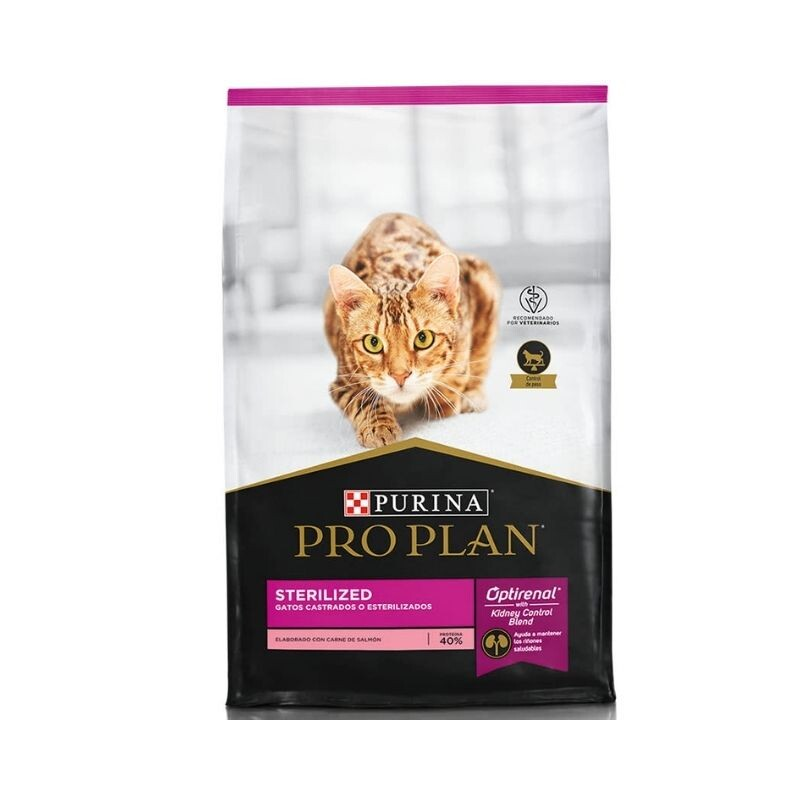 RECOMENDADO
POR VETERINARIOS
Control
de peso
PURINA®
PRO PLAN®
STERILIZED
GATOS CASTRADOS O ESTERILIZADOS
ELABORADO CON CARNE DE SALMÓN
PROTEÍNA
40%
Optirenal®
with
Kidney Control
Blend
Ayuda a mantener
los riñones
saludables